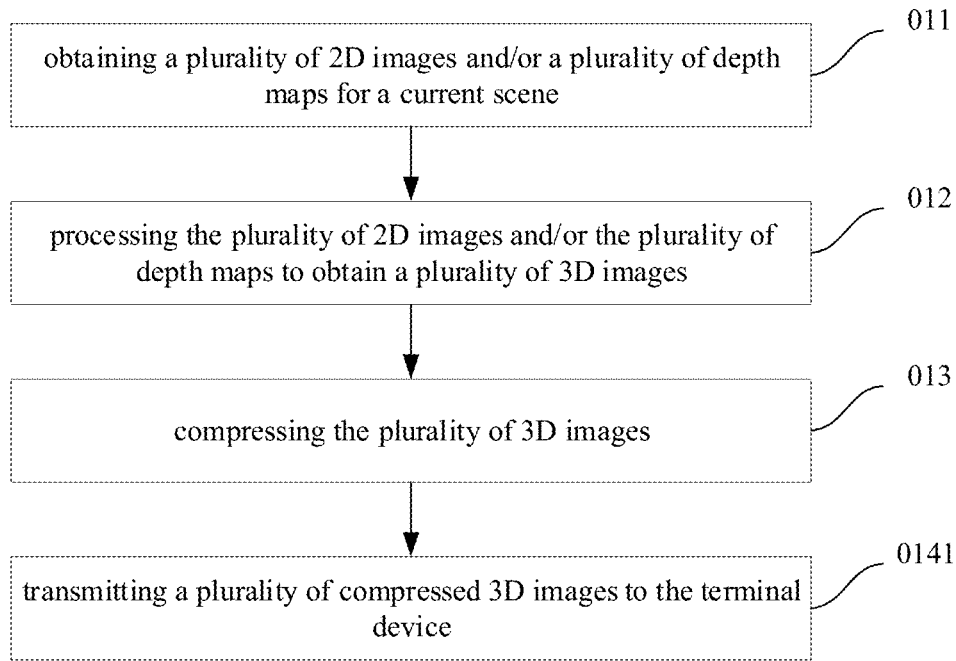 011
obtaining a plurality of 2D images and/or a plurality of depth
maps for a current scene
012
processing the plurality of 2D images and/or the plurality of
depth maps to obtain a plurality of 3D images
013
compressing the plurality of 3D images
0141
transmitting a plurality of compressed 3D images to the terminal
device